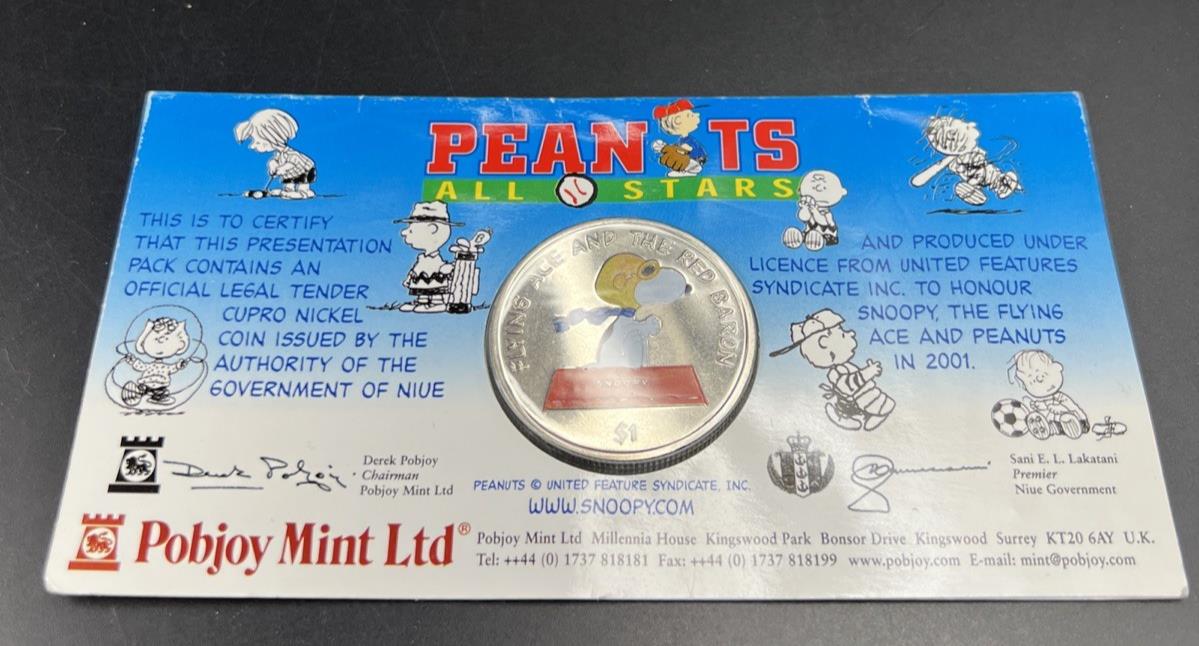 PEANUTS
ALL STARS
THIS IS TO CERTIFY
THAT THIS PRESENTATION
PACK CONTAINS AN
OFFICIAL LEGAL TENDER
CUPRO NICKEL
COIN ISSUED BY THE
AUTHORITY OF THE
GOVERNMENT OF NIUE
FLYING ACE AND THE RED BARON
SNOOPY
$1
AND PRODUCED UNDER
LICENCE FROM UNITED FEATURES
SYNDICATE INC. TO HONOUR
SNOOPY, THE FLYING
ACE AND PEANUTS
IN 2001.
Derek Pobjoy
Derek Pobjoy
Chairman
Pobjoy Mint Ltd
PEANUTS © UNITED FEATURE SYNDICATE, INC.
WWW.SNOOPY.COM
Sani E. L. Lakatani
Premier
Niue Government
Pobjoy Mint Ltd®
Pobjoy Mint Ltd Millennia House Kingswood Park Bonsor Drive Kingswood Surrey KT20 6AY U.K.
Tel: ++44 (0) 1737 818181 Fax: ++44 (0) 1737 818199 www.pobjoy.com E-mail: mint@pobjoy.com